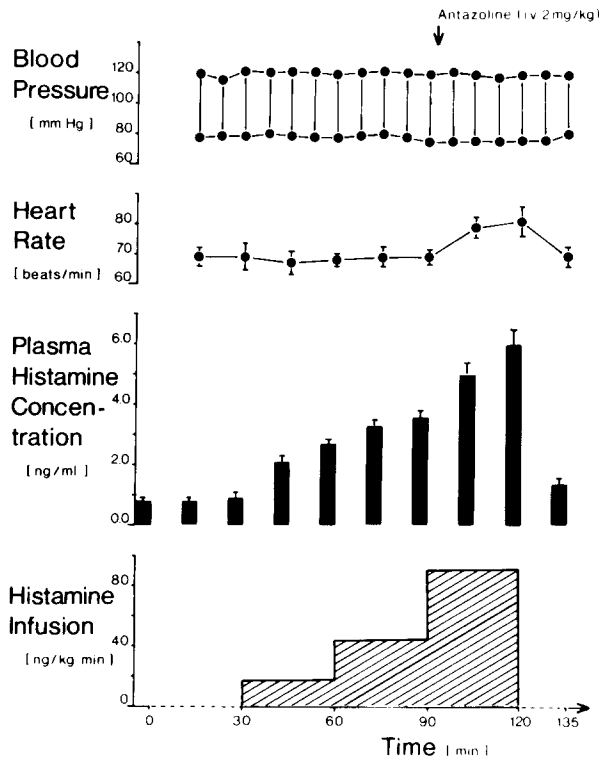 Antazoline (iv 2mg/kg)
Blood
Pressure
[mm Hg]
120
100
80
60
Heart
Rate
[beats/min]
80
70
60
Plasma
Histamine
Concen-
tration
[ng/ml]
6.0
4.0
2.0
0.0
Histamine
Infusion
[ng/kg min]
80
40
0
0
30
60
90
120
135
Time [min]